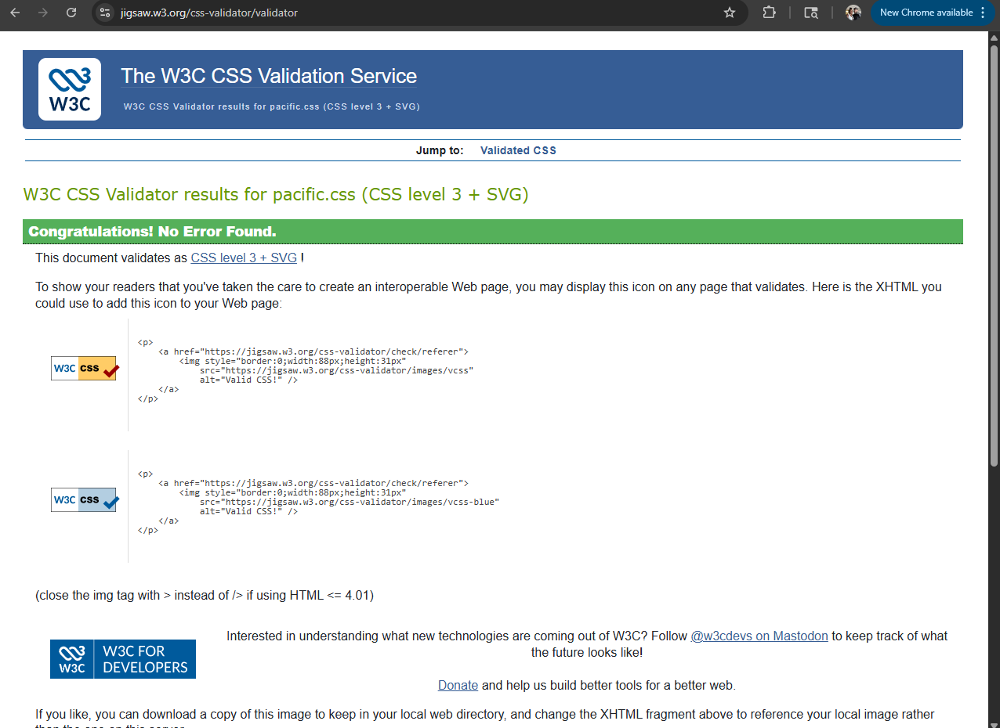 jigsaw.w3.org/css-validator/validator
New Chrome available
W3C
The W3C CSS Validation Service
W3C CSS Validator results for pacific.css (CSS level 3 + SVG)
Jump to: Validated CSS
W3C CSS Validator results for pacific.css (CSS level 3 + SVG)
Congratulations! No Error Found.
This document validates as CSS level 3 + SVG !
To show your readers that you've taken the care to create an interoperable Web page, you may display this icon on any page that validates. Here is the XHTML you
could use to add this icon to your Web page:
W3C css
<p>
<a href="https://jigsaw.w3.org/css-validator/check/referer">
<img style="border:0;width:88px;height:31px"
src="https://jigsaw.w3.org/css-validator/images/vcss"
alt="Valid CSS!" />
</a>
</p>
W3C css
<p>
<a href="https://jigsaw.w3.org/css-validator/check/referer">
<img style="border:0;width:88px;height:31px"
src="https://jigsaw.w3.org/css-validator/images/vcss-blue"
alt="Valid CSS!" />
</a>
</p>
(close the img tag with > instead of /> if using HTML <= 4.01)
W3C
W3C FOR
DEVELOPERS
Interested in understanding what new technologies are coming out of W3C? Follow @w3cdevs on Mastodon to keep track of what
the future looks like!
Donate and help us build better tools for a better web.
If you like, you can download a copy of this image to keep in your local web directory, and change the XHTML fragment above to reference your local image rather
than the one on this server